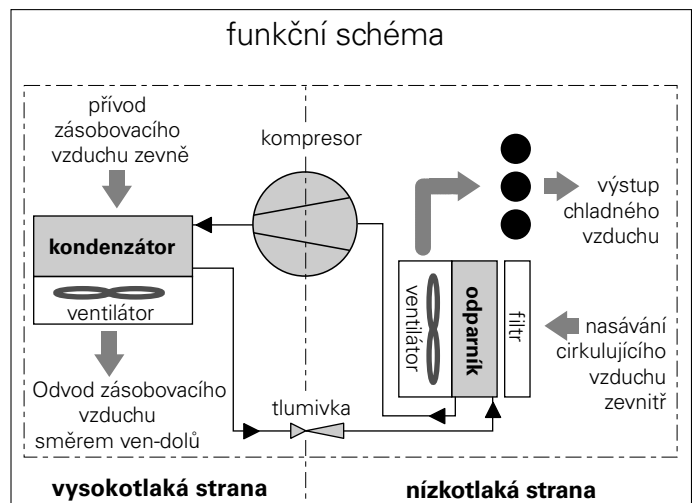 funkční schéma
přívod
zásobovacího
vzduchu zevně
kompresor
výstup
chladného
vzduchu
kondenzátor
ventilátor
ventilátor
odparník
filtr
nasávání
cirkulujícího
vzduchu
zevnitř
Odvod zásobovacího
vzduchu
směrem ven-dolů
tlumivka
vysokotlaká strana
nízkotlaká strana